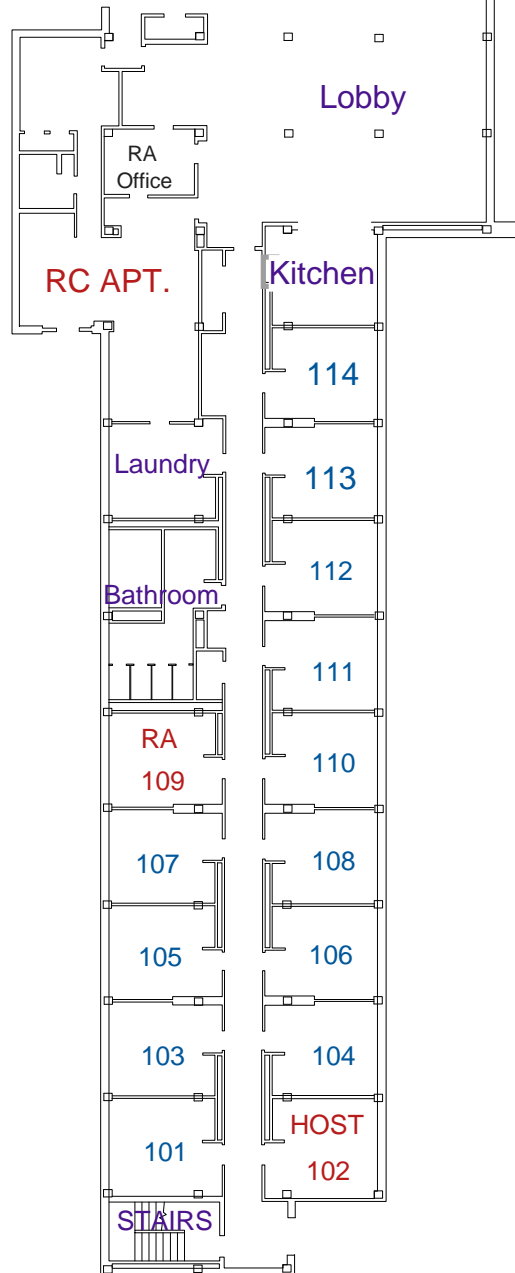 Lobby
RA
Office
RC APT.
Kitchen
114
Laundry
113
112
Bathroom
111
RA
109
110
107
108
105
106
103
104
HOST
102
101
STAIRS